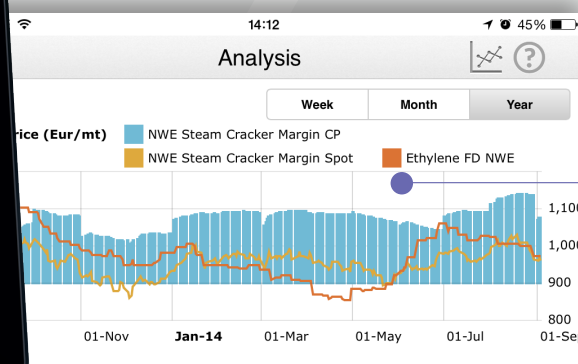 14:12
45%
Analysis
?
Week Month Year
rice (Eur/mt) NWE Steam Cracker Margin CP
NWE Steam Cracker Margin Spot Ethylene FD NWE
1,100
1,000
900
800
01-Nov Jan-14 01-Mar 01-May 01-Jul 01-Se